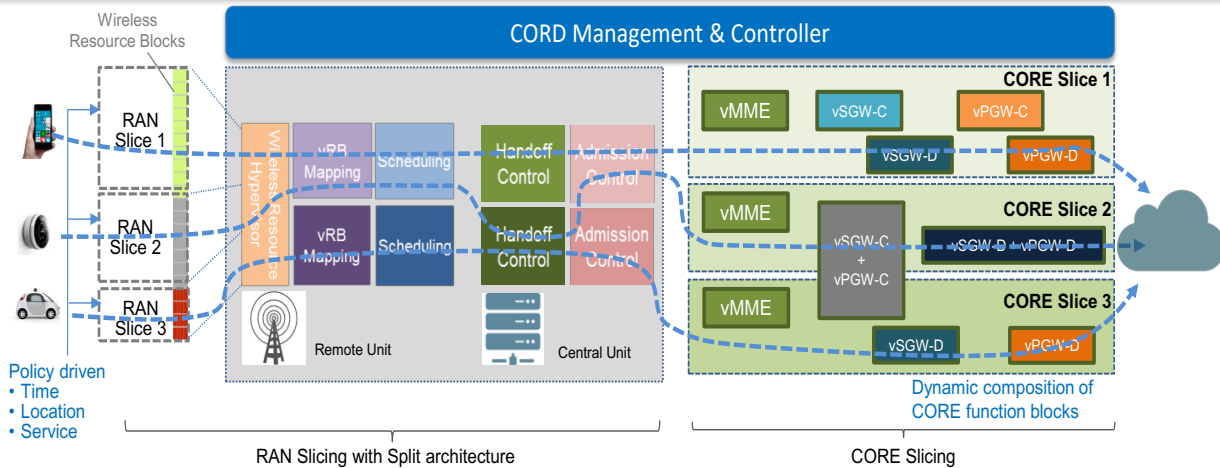 Wireless
Resource Blocks
CORD Management & Controller
RAN
Slice 1
RAN
Slice 2
RAN
Slice 3
WirelessResource
Hypervisor
vRB
Mapping
Scheduling
Handoff
Control
Admission
Control
vRB
Mapping
Scheduling
Handoff
Control
Admission
Control
Remote Unit
Central Unit
CORE Slice 1
vMME
vSGW-C
vPGW-C
vSGW-D
vPGW-D
CORE Slice 2
vMME
vSGW-C
+
vPGW-C
vSGW-D + vPGW-D
CORE Slice 3
vMME
vSGW-D
vPGW-D
Policy driven
• Time
• Location
• Service
Dynamic composition of
CORE function blocks
RAN Slicing with Split architecture
CORE Slicing